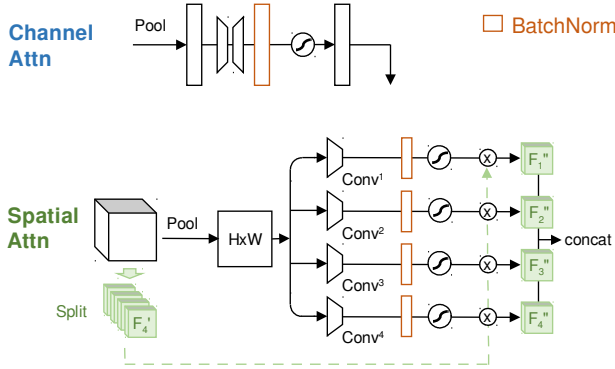 Channel
Attn
Pool
BatchNorm
Spatial
Attn
Pool
HxW
Conv¹
Conv²
Conv³
Conv⁴
F₁"
F₂"
F₃"
F₄"
concat
Split
F₄'